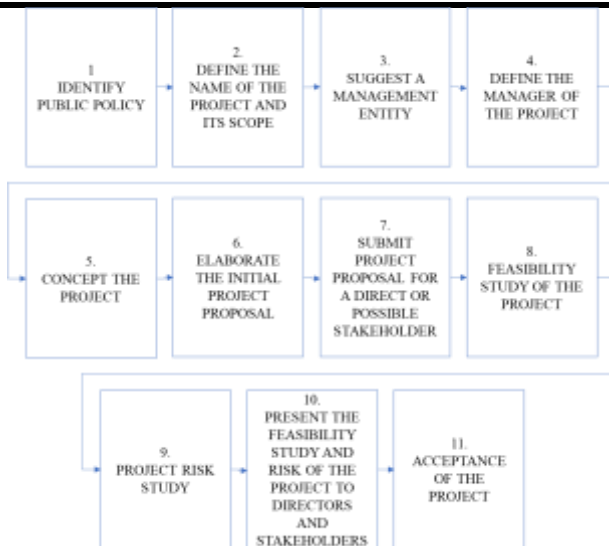 1
IDENTIFY
PUBLIC POLICY
2.
DEFINE THE
NAME OF THE
PROJECT AND
ITS SCOPE
3.
SUGGEST A
MANAGEMENT
ENTITY
4.
DEFINE THE
MANAGER OF
THE PROJECT
5.
CONCEPT THE
PROJECT
6.
ELABORATE
THE INITIAL
PROJECT
PROPOSAL
7.
SUBMIT
PROJECT
PROPOSAL FOR
A DIRECT OR
POSSIBLE
STAKEHOLDER
8.
FEASIBILITY
STUDY OF THE
PROJECT
9.
PROJECT RISK
STUDY
10.
PRESENT THE
FEASIBILITY
STUDY AND
RISK OF THE
PROJECT TO
DIRECTORS
AND
STAKEHOLDERS
11.
ACCEPTANCE
OF THE
PROJECT